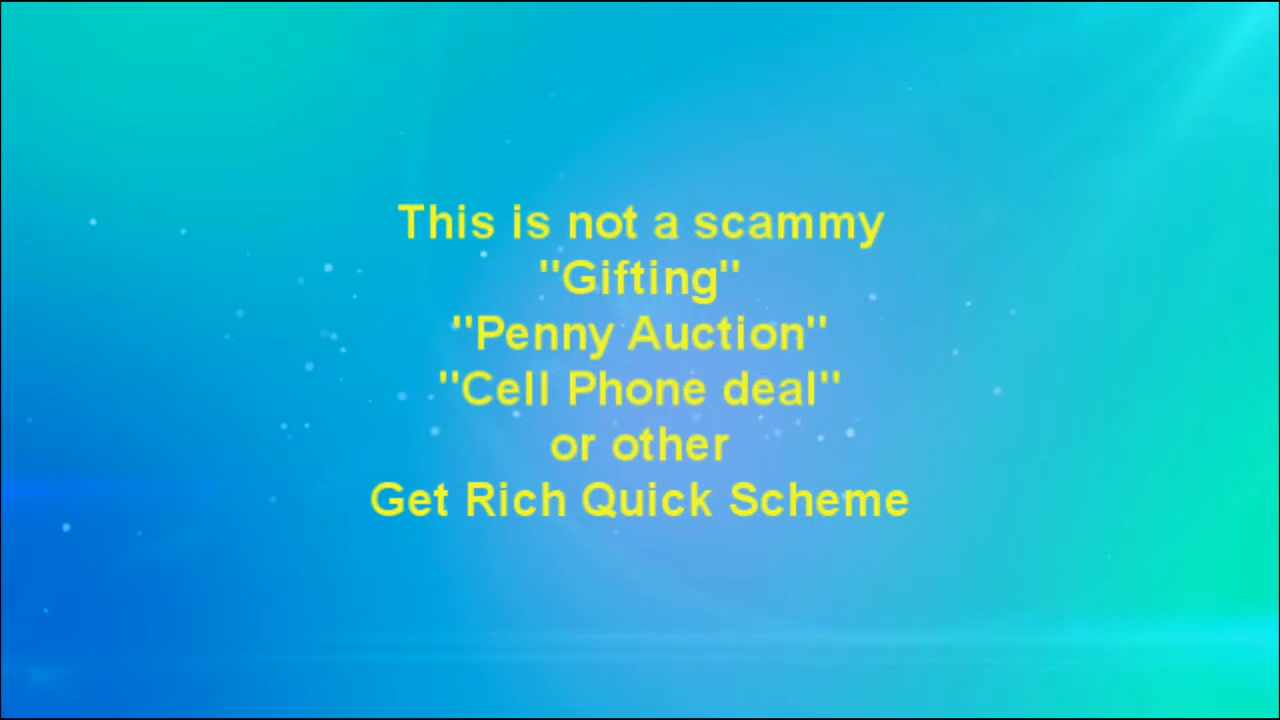 This is not a scammy
"Gifting"
"Penny Auction"
"Cell Phone deal"
or other
Get Rich Quick Scheme